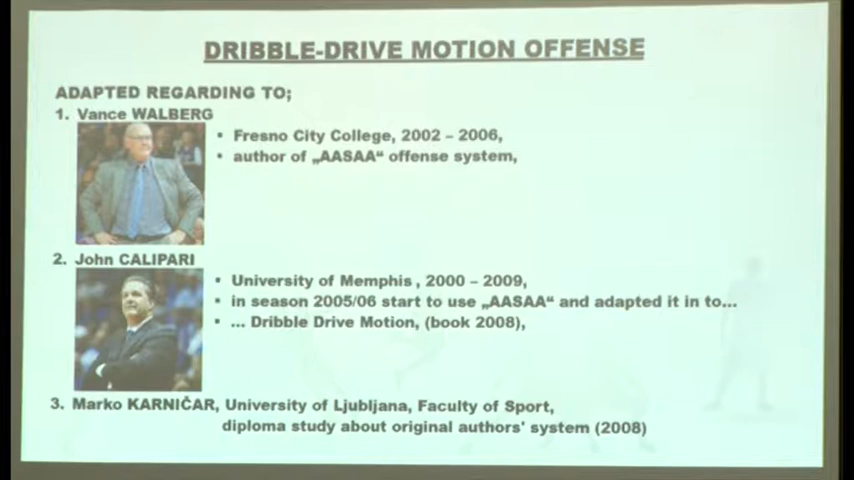 DRIBBLE-DRIVE MOTION OFFENSE
ADAPTED REGARDING TO;
1. Vance WALBERG
▪ Fresno City College, 2002 – 2006,
▪ author of „AASAA“ offense system,
2. John CALIPARI
▪ University of Memphis , 2000 – 2009,
▪ in season 2005/06 start to use „AASAA“ and adapted it in to...
▪ ... Dribble Drive Motion, (book 2008),
3. Marko KARNIČAR, University of Ljubljana, Faculty of Sport,
diploma study about original authors' system (2008)